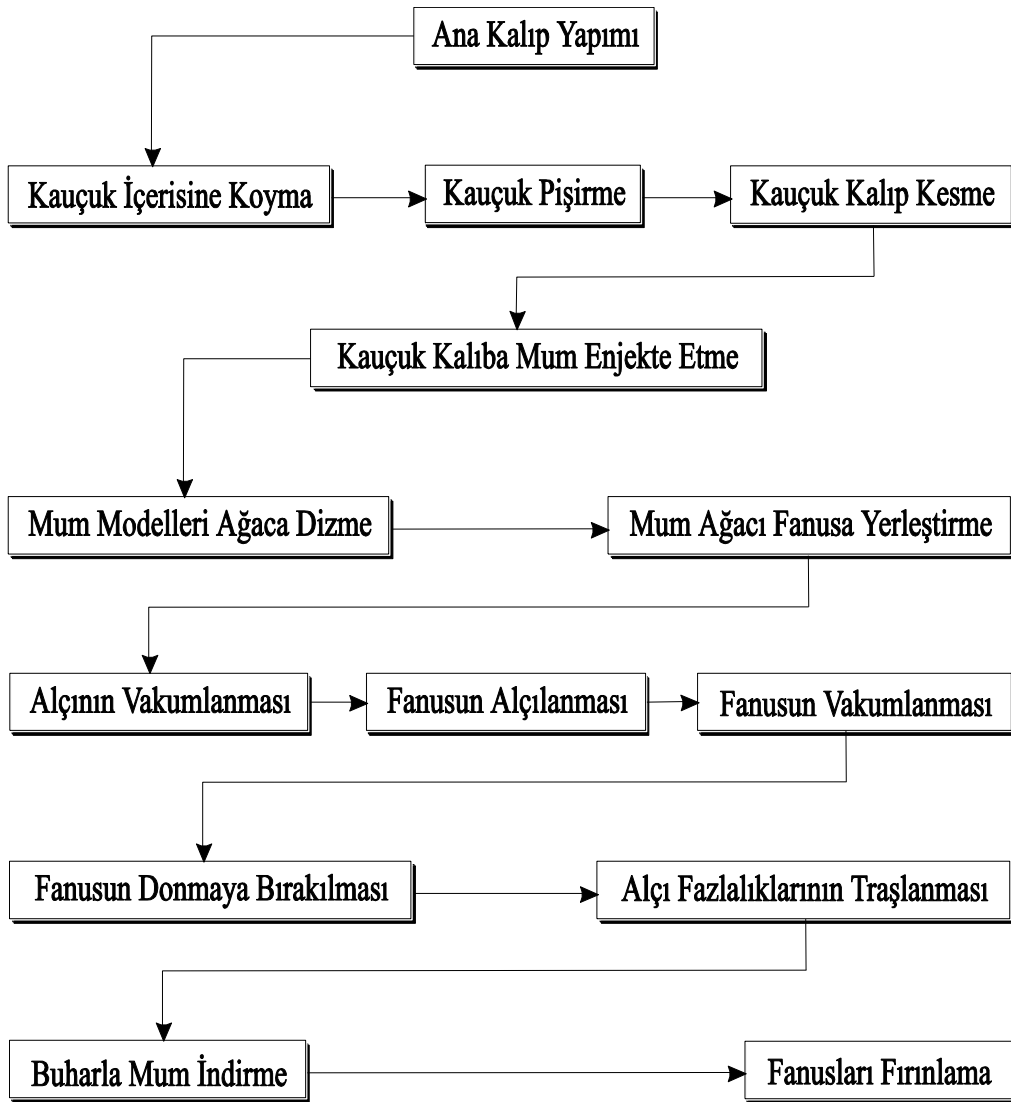 Ana Kalıp Yapımı
Kauçuk İçerisine Koyma
Kauçuk Pişirme
Kauçuk Kalıp Kesme
Kauçuk Kalıba Mum Enjekte Etme
Mum Modelleri Ağaca Dizme
Mum Ağacı Fanusa Yerleştirme
Alçının Vakumlanması
Fanusun Alçılanması
Fanusun Vakumlanması
Fanusun Donmaya Bırakılması
Alçı Fazlalıklarının Traşlanması
Buharla Mum İndirme
Fanusları Fırınlama